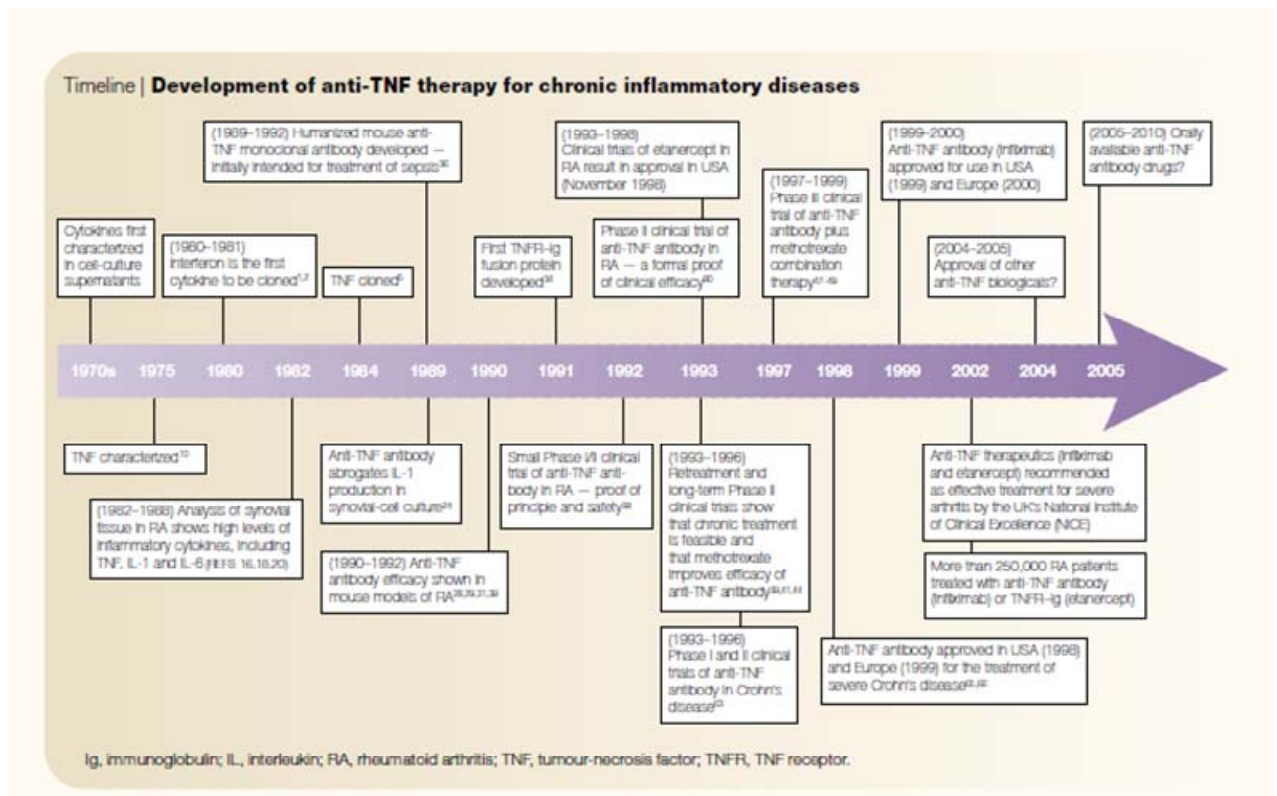 Timeline | Development of anti-TNF therapy for chronic inflammatory diseases
(1989–1992) Humanized mouse anti-
TNF monoclonal antibody developed —
initially intended for treatment of sepsis
(1993–1998)
Clinical trials of etanercept in
RA result in approval in USA
(November 1998)
(1999–2000)
Anti-TNF antibody (infliximab)
approved for use in USA
(1999) and Europe (2000)
(2005–2010) Orally
available anti-TNF
antibody drugs?
Cytokines first
characterized
in cell-culture
supernatants
(1980–1981)
Interferon is the first
cytokine to be cloned
TNF cloned
First TNFR–Ig
fusion protein
developed
Phase II clinical trial of
anti-TNF antibody in
RA — a formal proof
of clinical efficacy
(1997–1999)
Phase III clinical
trial of anti-TNF
antibody plus
methotrexate
combination
therapy
(2004–2005)
Approval of other
anti-TNF biologicals?
1970s 1975 1980 1982 1984 1989 1990 1991 1992 1993 1997 1998 1999 2002 2004 2005
TNF characterized¹⁰
(1982–1988) Analysis of synovial
tissue in RA shows high levels of
inflammatory cytokines, including
TNF, IL-1 and IL-6 (REFS 16,18,20)
Anti-TNF antibody
abrogates IL-1
production in
synovial-cell culture
(1990–1992) Anti-TNF
antibody efficacy shown in
mouse models of RA
Small Phase I/II clinical
trial of anti-TNF anti-
body in RA — proof of
principle and safety
(1993–1996)
Retreatment and
long-term Phase II
clinical trials show
that chronic treatment
is feasible and
that methotrexate
improves efficacy of
anti-TNF antibody
(1993–1996)
Phase I and II clinical
trials of anti-TNF
antibody in Crohn's
disease
Anti-TNF antibody approved in USA (1998)
and Europe (1999) for the treatment of
severe Crohn's disease
Anti-TNF therapeutics (infliximab
and etanercept) recommended
as effective treatment for severe
arthritis by the UK's National Institute
of Clinical Excellence (NICE)
More than 250,000 RA patients
treated with anti-TNF antibody
(infliximab) or TNFR–Ig (etanercept)
Ig, immunoglobulin; IL, interleukin; RA, rheumatoid arthritis; TNF, tumour-necrosis factor; TNFR, TNF receptor.